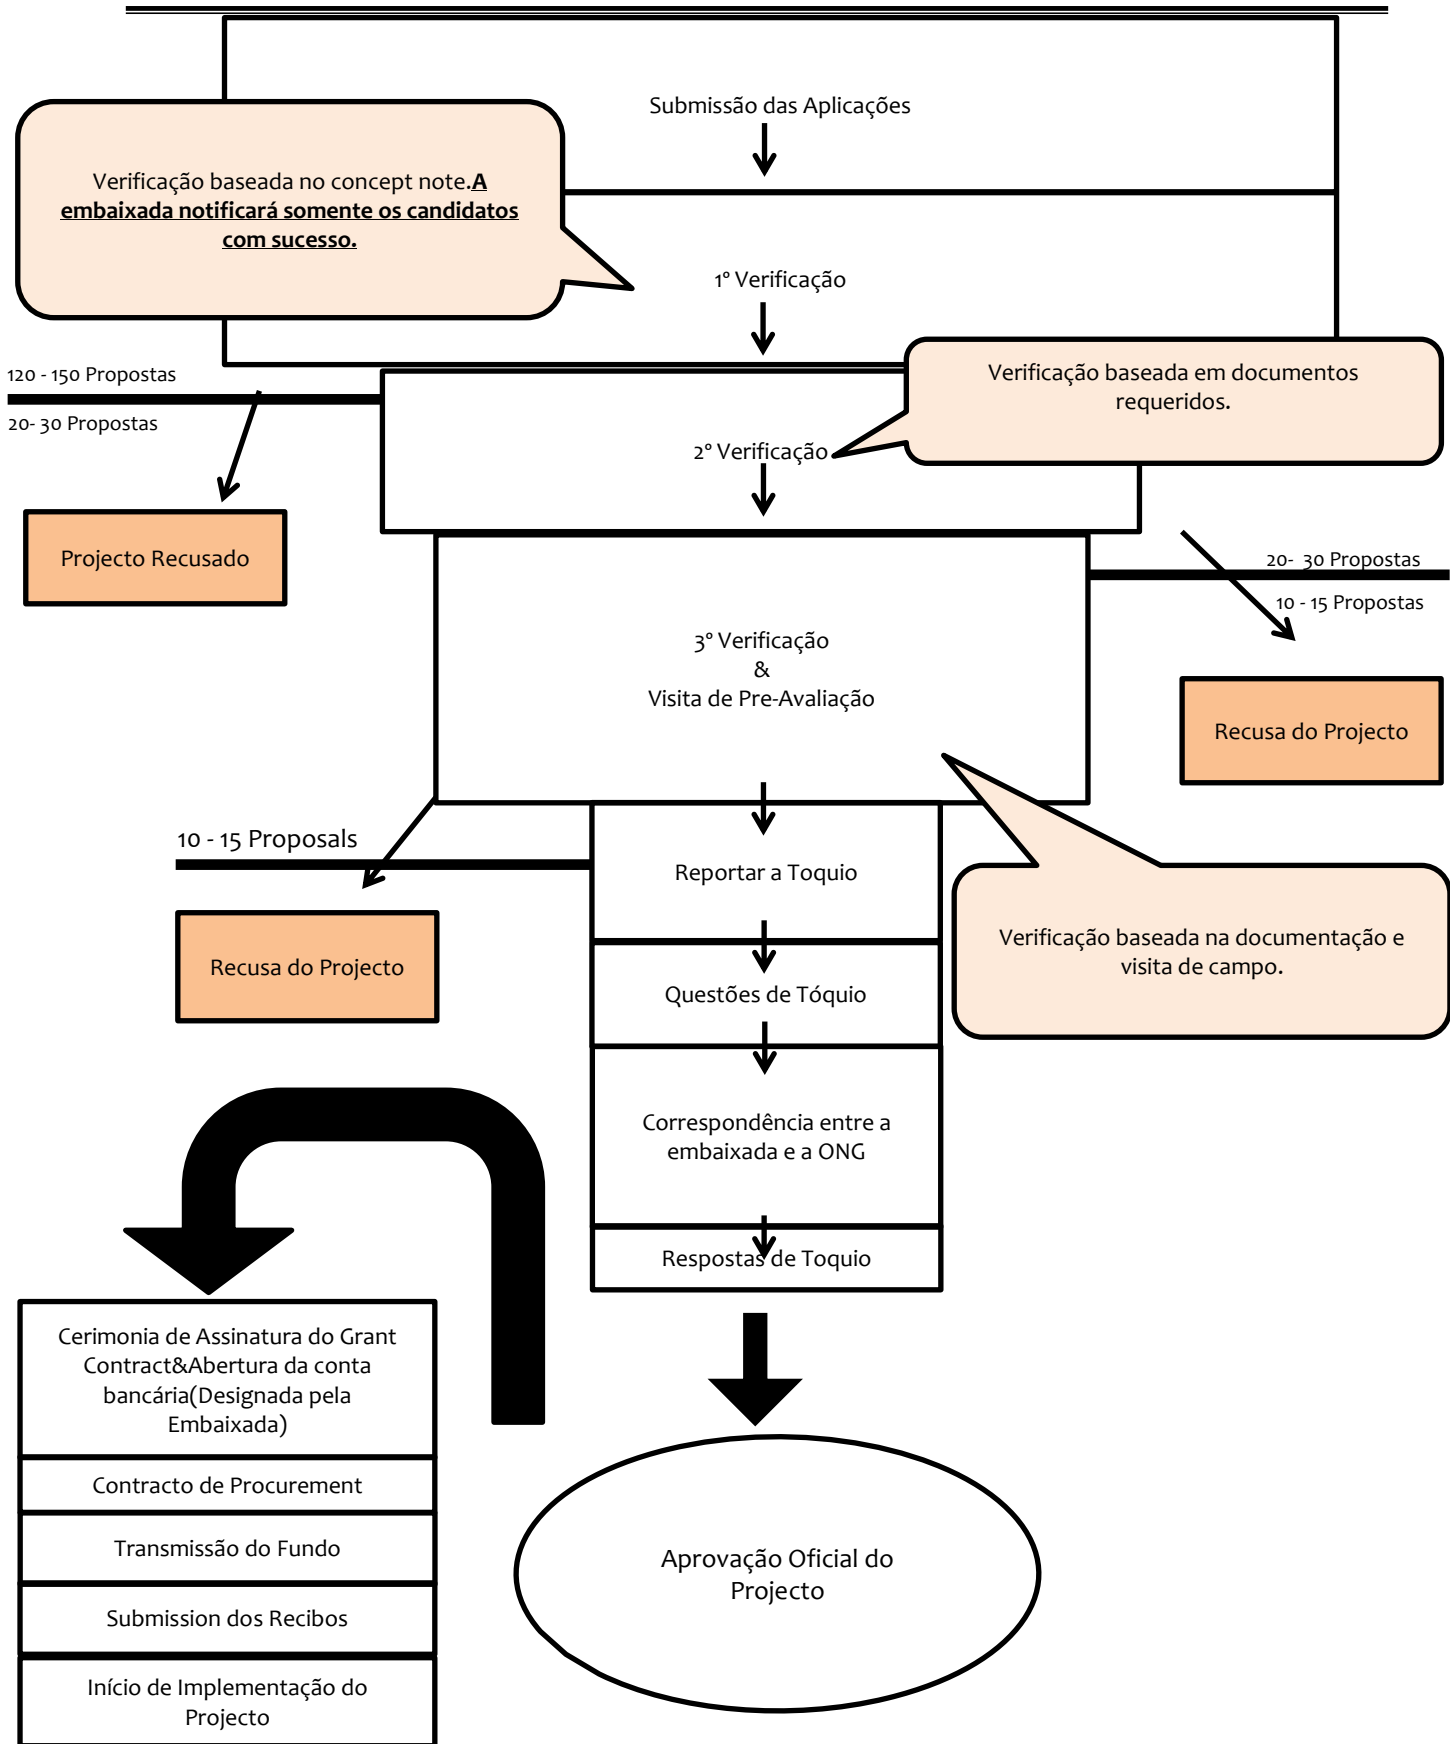 Submissão das Aplicações
Verificação baseada no concept note.A
embaixada notificará somente os candidatos
com sucesso.
1º Verificação
120 - 150 Propostas
20- 30 Propostas
Verificação baseada em documentos
requeridos.
2º Verificação
Projecto Recusado
20-  30 Propostas
10 - 15 Propostas
3º Verificação
&
Visita de Pre-Avaliação
Recusa do Projecto
10 - 15 Proposals
Reportar a Toquio
Recusa do Projecto
Verificação baseada na documentação e
visita de campo.
Questões de Tóquio
Correspondência entre a
embaixada e a ONG
Respostas de Toquio
Cerimonia de Assinatura do Grant
Contract&Abertura da conta
bancária(Designada pela
Embaixada)
Contracto de Procurement
Transmissão do Fundo
Submission dos Recibos
Início de Implementação do
Projecto
Aprovação Oficial do
Projecto